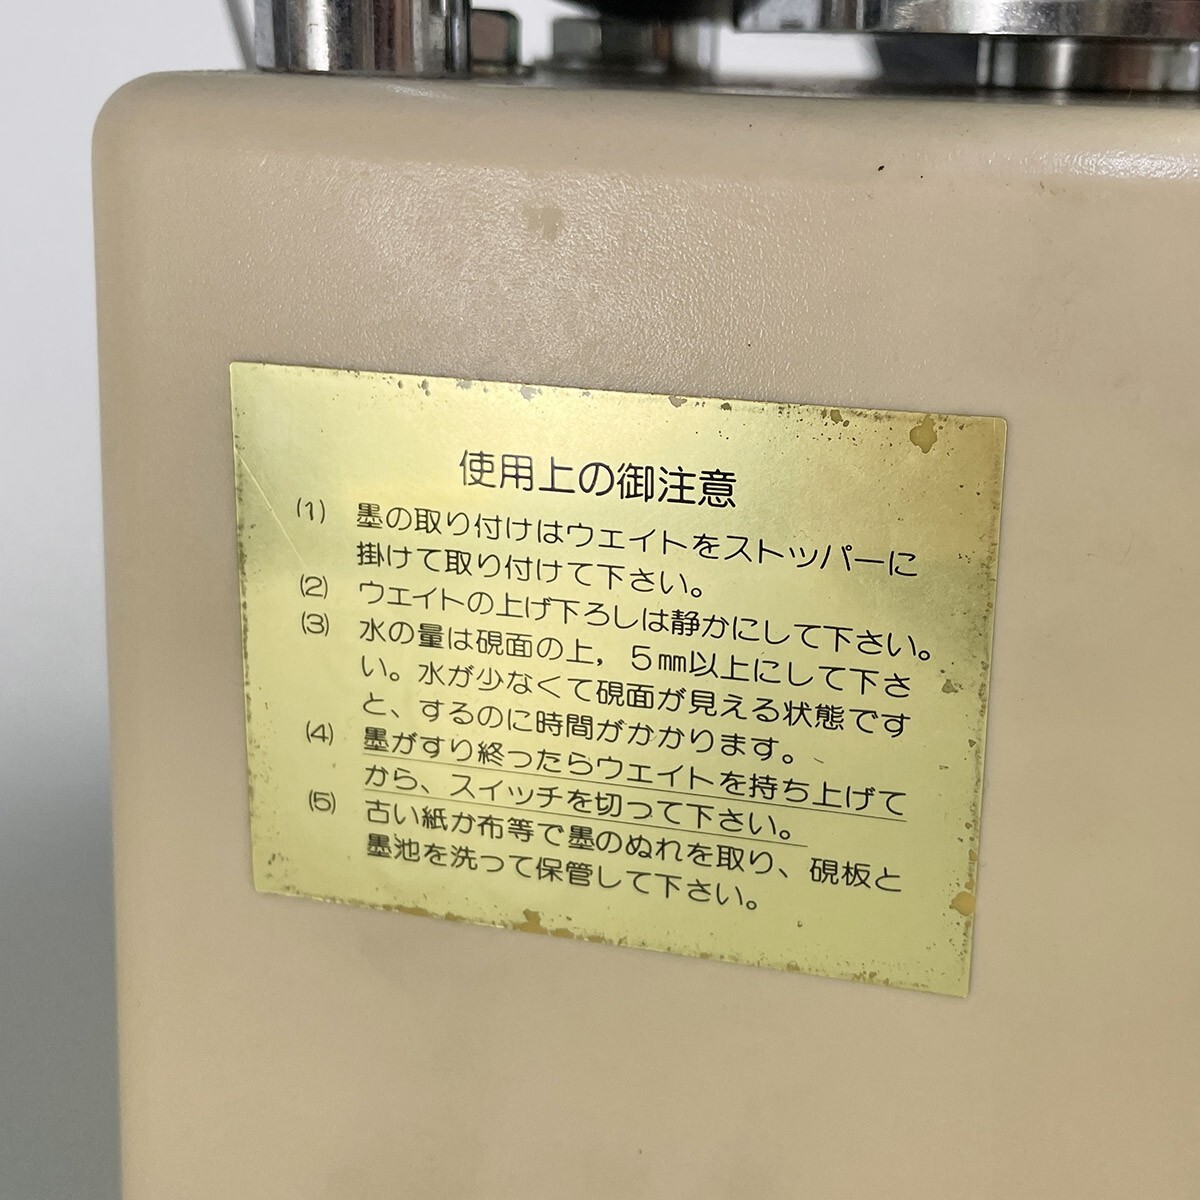 使用上の御注意
(1) 墨の取り付けはウエイトをストッパーに
掛けて取り付けて下さい。
(2) ウエイトの上げ下ろしは静かにして下さい。
(3) 水の量は硯面の上，5㎜以上にして下さ
い。水が少なくて硯面が見える状態です
と、するのに時間がかかります。
(4) 墨がすり終ったらウエイトを持ち上げて
から、スイッチを切って下さい。
(5) 古い紙か布等で墨のぬれを取り、硯板と
墨池を洗って保管して下さい。